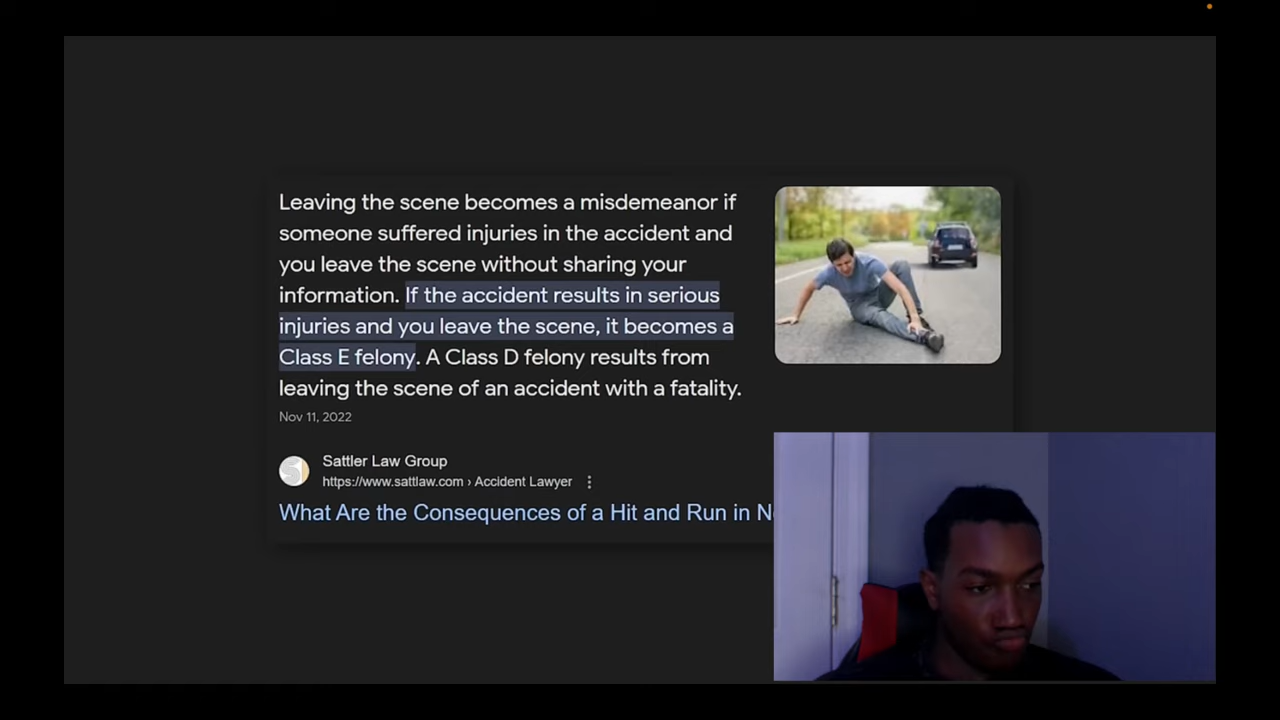 Leaving the scene becomes a misdemeanor if
someone suffered injuries in the accident and
you leave the scene without sharing your
information. If the accident results in serious
injuries and you leave the scene, it becomes a
Class E felony. A Class D felony results from
leaving the scene of an accident with a fatality.
Nov 11, 2022
Sattler Law Group
https://www.sattlaw.com › Accident Lawyer
What Are the Consequences of a Hit and Run in